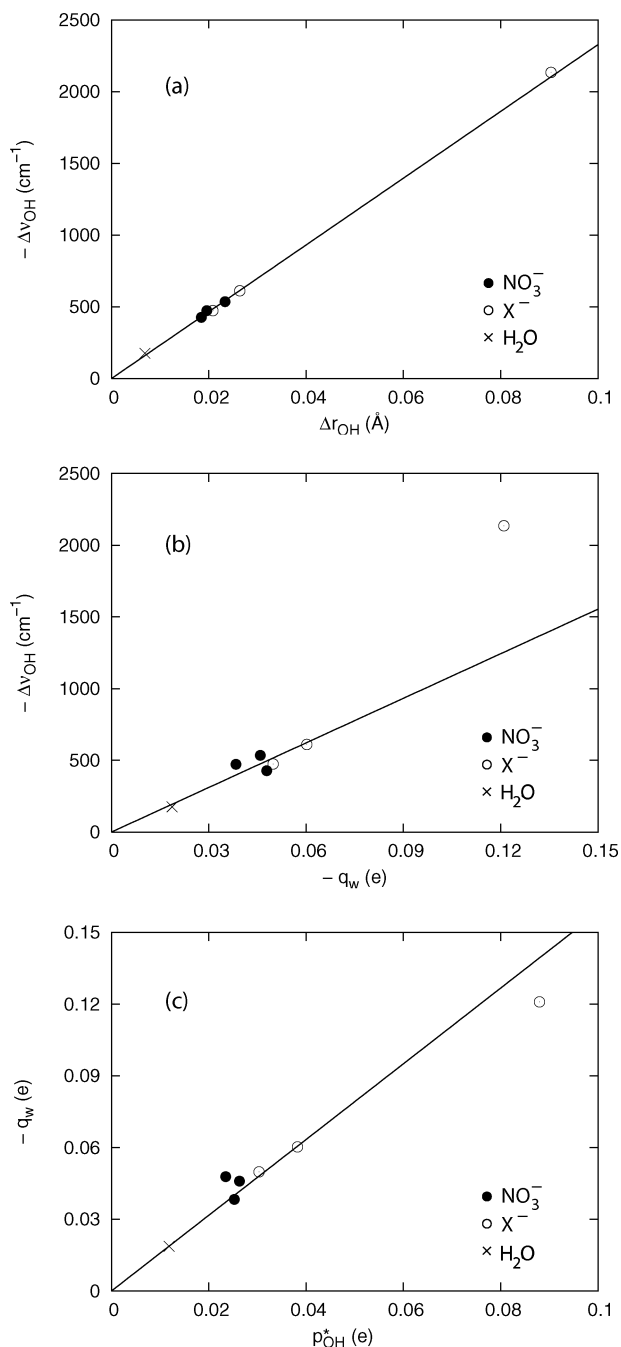 2500
(a)
2000
1500
− Δν_OH (cm⁻¹)
1000
● NO₃⁻
500
○ X⁻
× H₂O
0
0 0.02 0.04 0.06 0.08 0.1
Δr_OH (Å)
2500
(b)
2000
1500
− Δν_OH (cm⁻¹)
1000
● NO₃⁻
500
○ X⁻
× H₂O
0
0 0.03 0.06 0.09 0.12 0.15
− q_w (e)
0.15
(c)
0.12
0.09
− q_w (e)
0.06
● NO₃⁻
0.03
○ X⁻
× H₂O
0
0 0.02 0.04 0.06 0.08 0.1
p*_OH (e)